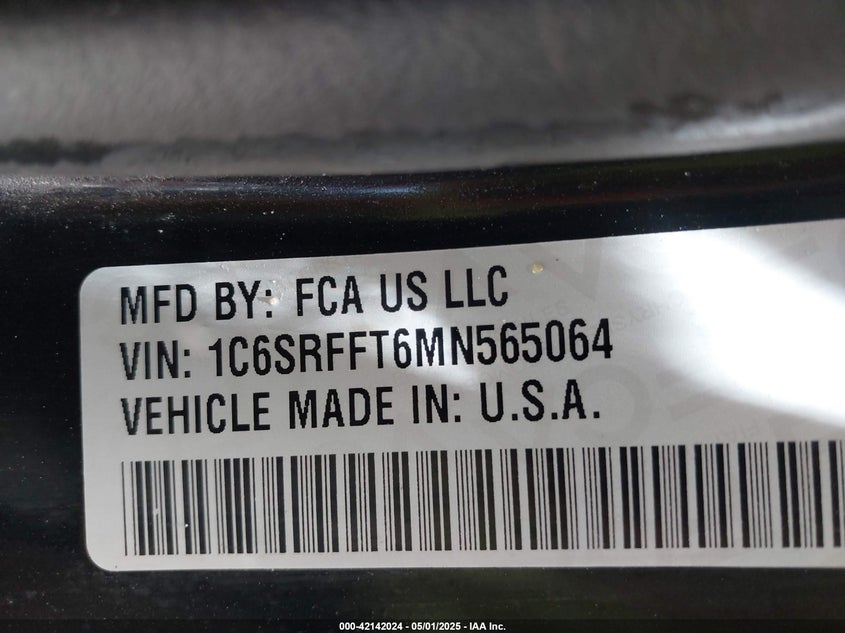 MFD BY: FCA US LLC
VIN: 1C6SRFFT6MN565064
VEHICLE MADE IN: U.S.A.
000-42142024 - 05/01/2025 - IAA Inc.